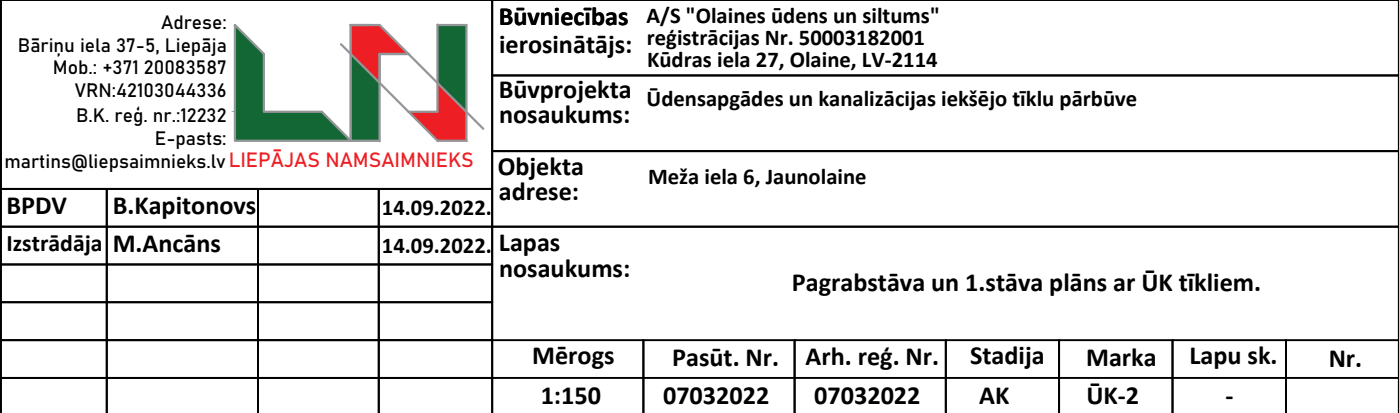 Adrese:
Bāriņu iela 37-5, Liepāja
Mob.: +371 20083587
VRN:42103044336
B.K. reģ. nr.:12232
E-pasts:
martins@liepsaimnieks.lv
LIEPĀJAS NAMSAIMNIEKS
BPDV B.Kapitonovs 14.09.2022.
Izstrādāja M.Ancāns 14.09.2022.
Būvniecības ierosinātājs:
A/S "Olaines ūdens un siltums"
reģistrācijas Nr. 50003182001
Kūdras iela 27, Olaine, LV-2114
Būvprojekta nosaukums:
Ūdensapgādes un kanalizācijas iekšējo tīklu pārbūve
Objekta adrese:
Meža iela 6, Jaunolaine
Lapas nosaukums:
Pagrabstāva un 1.stāva plāns ar ŪK tīkliem.
Mērogs Pasūt. Nr. Arh. reģ. Nr. Stadija Marka Lapu sk. Nr.
1:150 07032022 07032022 AK ŪK-2 -